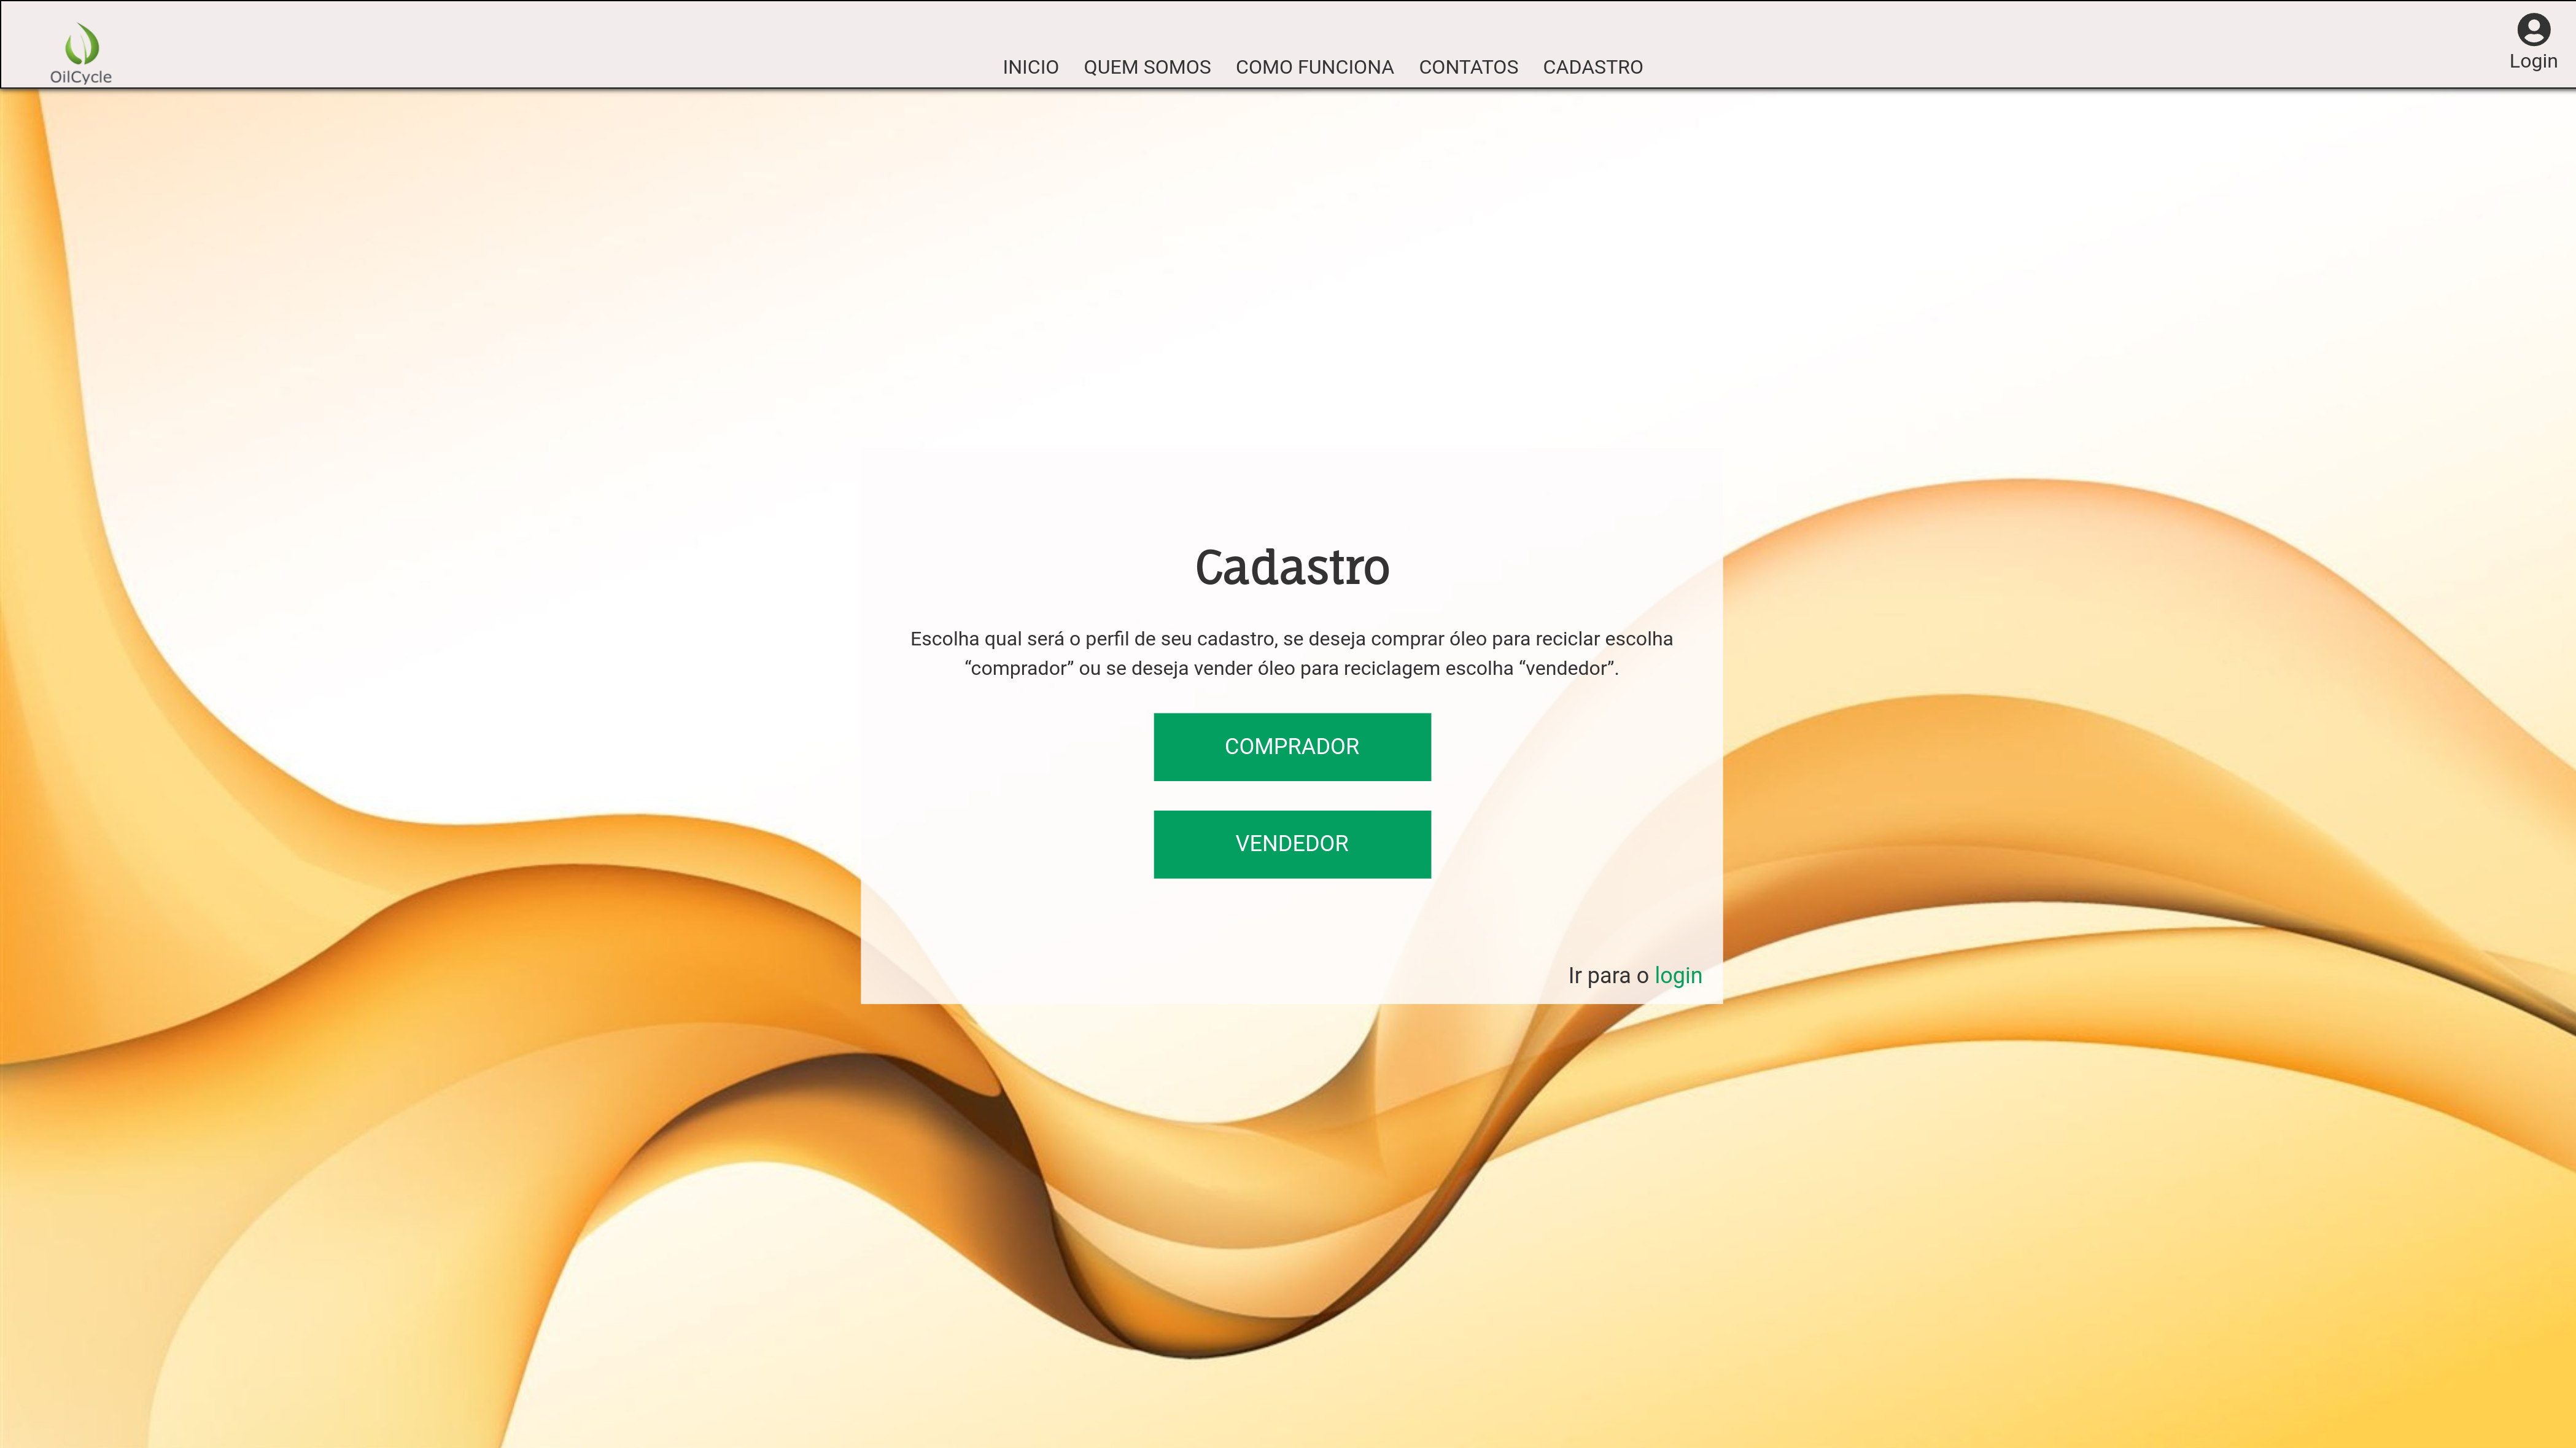 OilCycle
INICIO QUEM SOMOS COMO FUNCIONA CONTATOS CADASTRO
Login
Cadastro
Escolha qual será o perfil de seu cadastro, se deseja comprar óleo para reciclar escolha
“comprador” ou se deseja vender óleo para reciclagem escolha “vendedor”.
COMPRADOR
VENDEDOR
Ir para o login